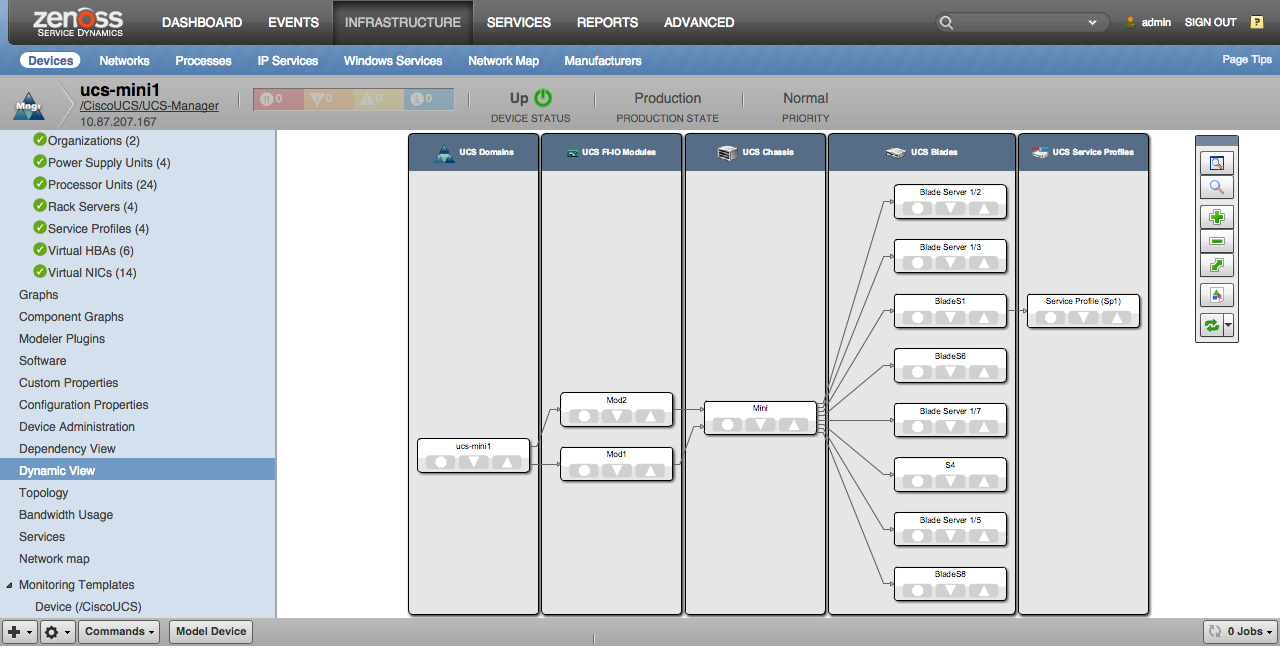 zenoss
SERVICE DYNAMICS
DASHBOARD EVENTS INFRASTRUCTURE SERVICES REPORTS ADVANCED
admin SIGN OUT ?
Devices Networks Processes IP Services Windows Services Network Map Manufacturers Page Tips
Mngr
ucs-mini1
/CiscoUCS/UCS-Manager
10.87.207.167
0 0 0 0
Up
DEVICE STATUS
Production
PRODUCTION STATE
Normal
PRIORITY
Organizations (2)
Power Supply Units (4)
Processor Units (24)
Rack Servers (4)
Service Profiles (4)
Virtual HBAs (6)
Virtual NICs (14)
Graphs
Component Graphs
Modeler Plugins
Software
Custom Properties
Configuration Properties
Device Administration
Dependency View
Dynamic View
Topology
Bandwidth Usage
Services
Network map
Monitoring Templates
Device (/CiscoUCS)
UCS Domains
UCS FI-IO Modules
UCS Chassis
UCS Blades
UCS Service Profiles
ucs-mini1
Mod2
Mod1
Mini
Blade Server 1/2
Blade Server 1/3
BladeS1
BladeS6
Blade Server 1/7
S4
Blade Server 1/5
BladeS8
Service Profile (Sp1)
Commands
Model Device
0 Jobs